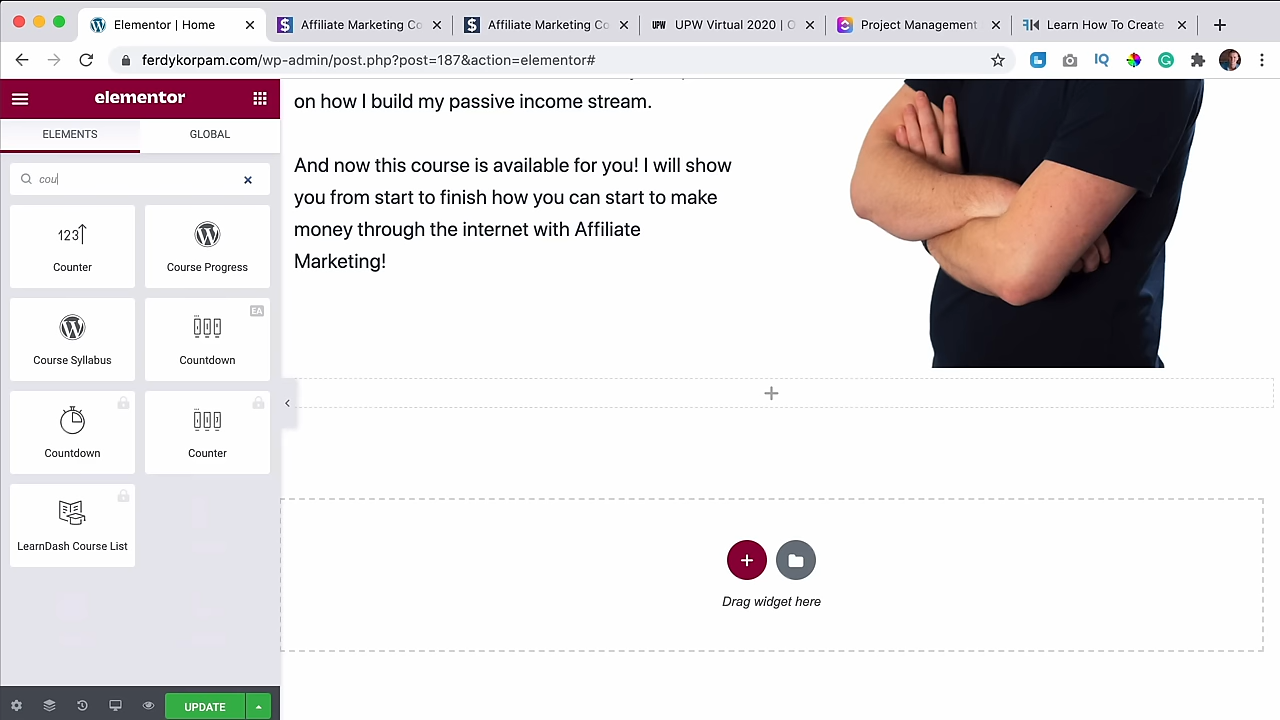 Elementor | Home
Affiliate Marketing Co
Affiliate Marketing Co
UPW Virtual 2020 | O
Project Management
Learn How To Create
ferdykorpam.com/wp-admin/post.php?post=187&action=elementor#
elementor
ELEMENTS
GLOBAL
cou
Counter
Course Progress
Course Syllabus
EA
Countdown
Countdown
Counter
LearnDash Course List
UPDATE
on how I build my passive income stream.
And now this course is available for you! I will show
you from start to finish how you can start to make
money through the internet with Affiliate
Marketing!
Drag widget here